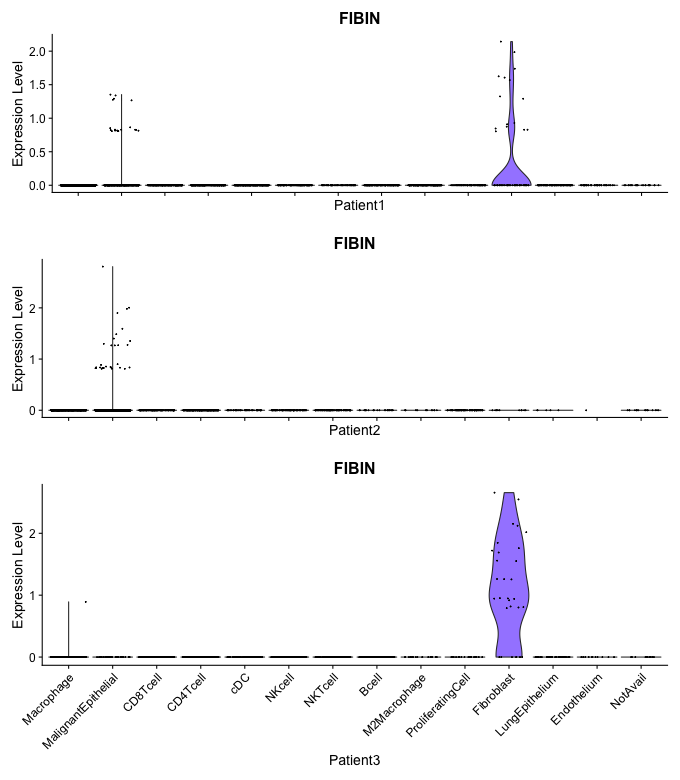 FIBIN
Expression Level
2.0
1.5
1.0
0.5
0.0
Patient1
FIBIN
Expression Level
2
1
0
Patient2
FIBIN
Expression Level
2
1
0
Macrophage
MalignantEpithelial
CD8Tcell
CD4Tcell
cDC
NKcell
NKTcell
Bcell
M2Macrophage
ProliferatingCell
Fibroblast
LungEpithelium
Endothelium
NotAvail
Patient3